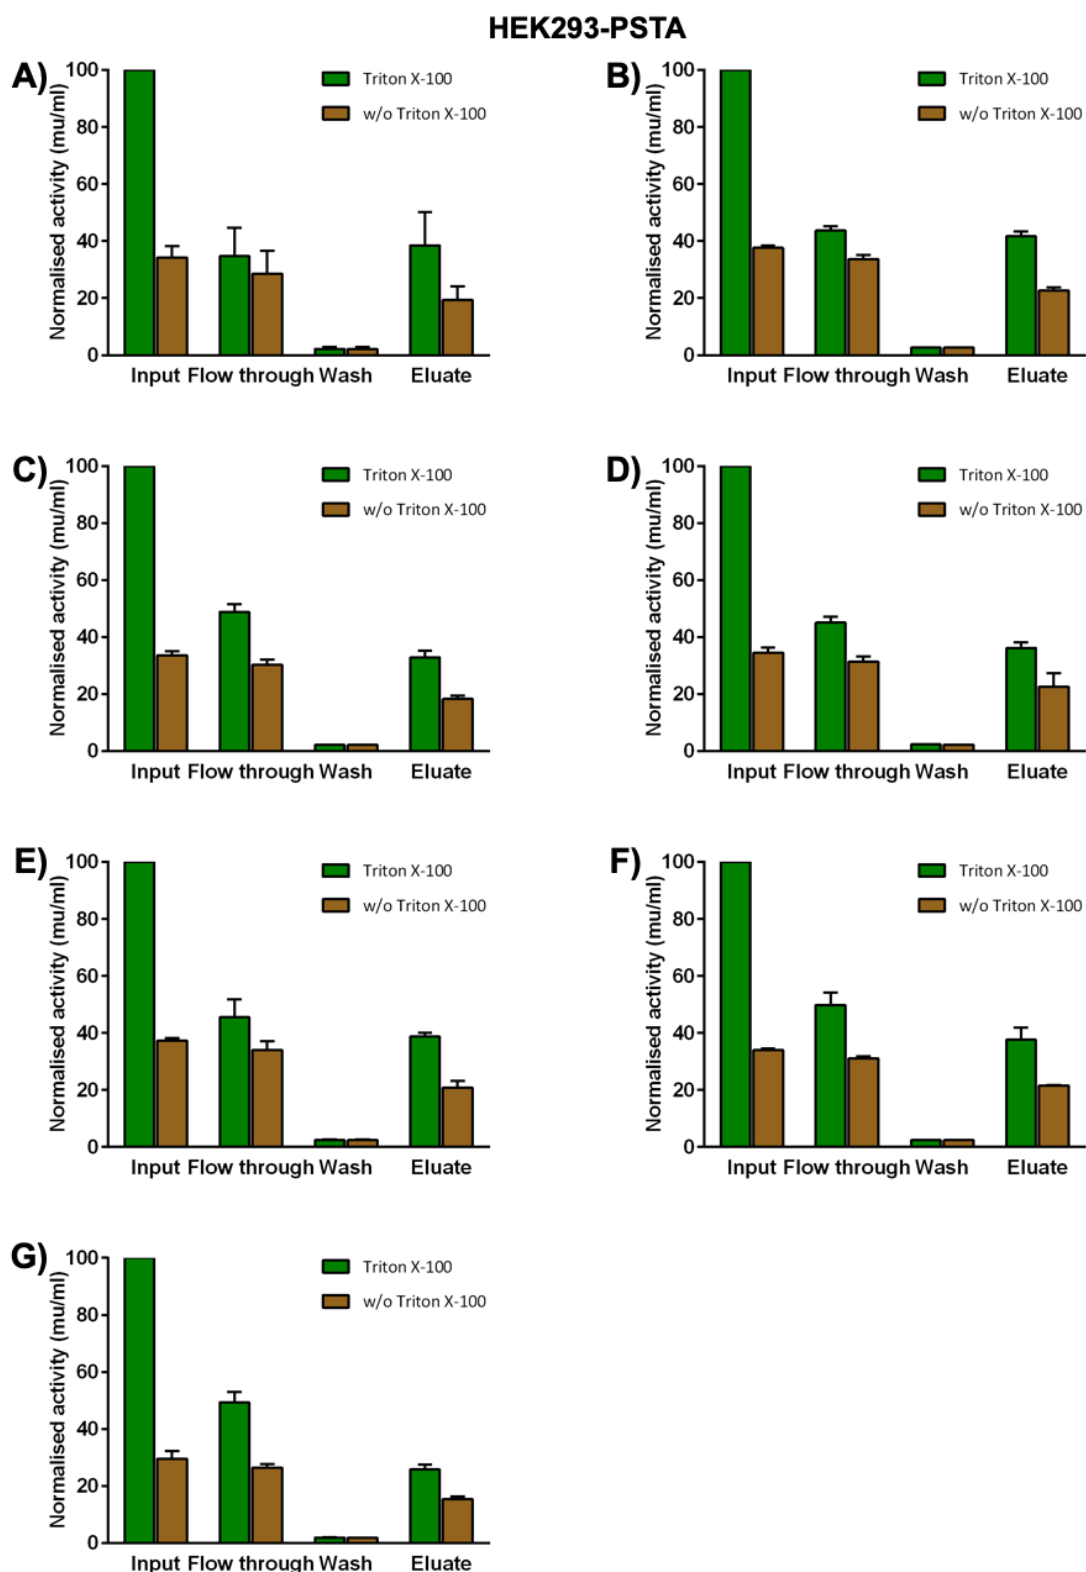 HEK293-PSTA
A)
Normalised activity (mu/ml)
100
80
60
40
20
0
Triton X-100
w/o Triton X-100
Input Flow through Wash Eluate
B)
Normalised activity (mu/ml)
100
80
60
40
20
0
Triton X-100
w/o Triton X-100
Input Flow through Wash Eluate
C)
Normalised activity (mu/ml)
100
80
60
40
20
0
Triton X-100
w/o Triton X-100
Input Flow through Wash Eluate
D)
Normalised activity (mu/ml)
100
80
60
40
20
0
Triton X-100
w/o Triton X-100
Input Flow through Wash Eluate
E)
Normalised activity (mu/ml)
100
80
60
40
20
0
Triton X-100
w/o Triton X-100
Input Flow through Wash Eluate
F)
Normalised activity (mu/ml)
100
80
60
40
20
0
Triton X-100
w/o Triton X-100
Input Flow through Wash Eluate
G)
Normalised activity (mu/ml)
100
80
60
40
20
0
Triton X-100
w/o Triton X-100
Input Flow through Wash Eluate